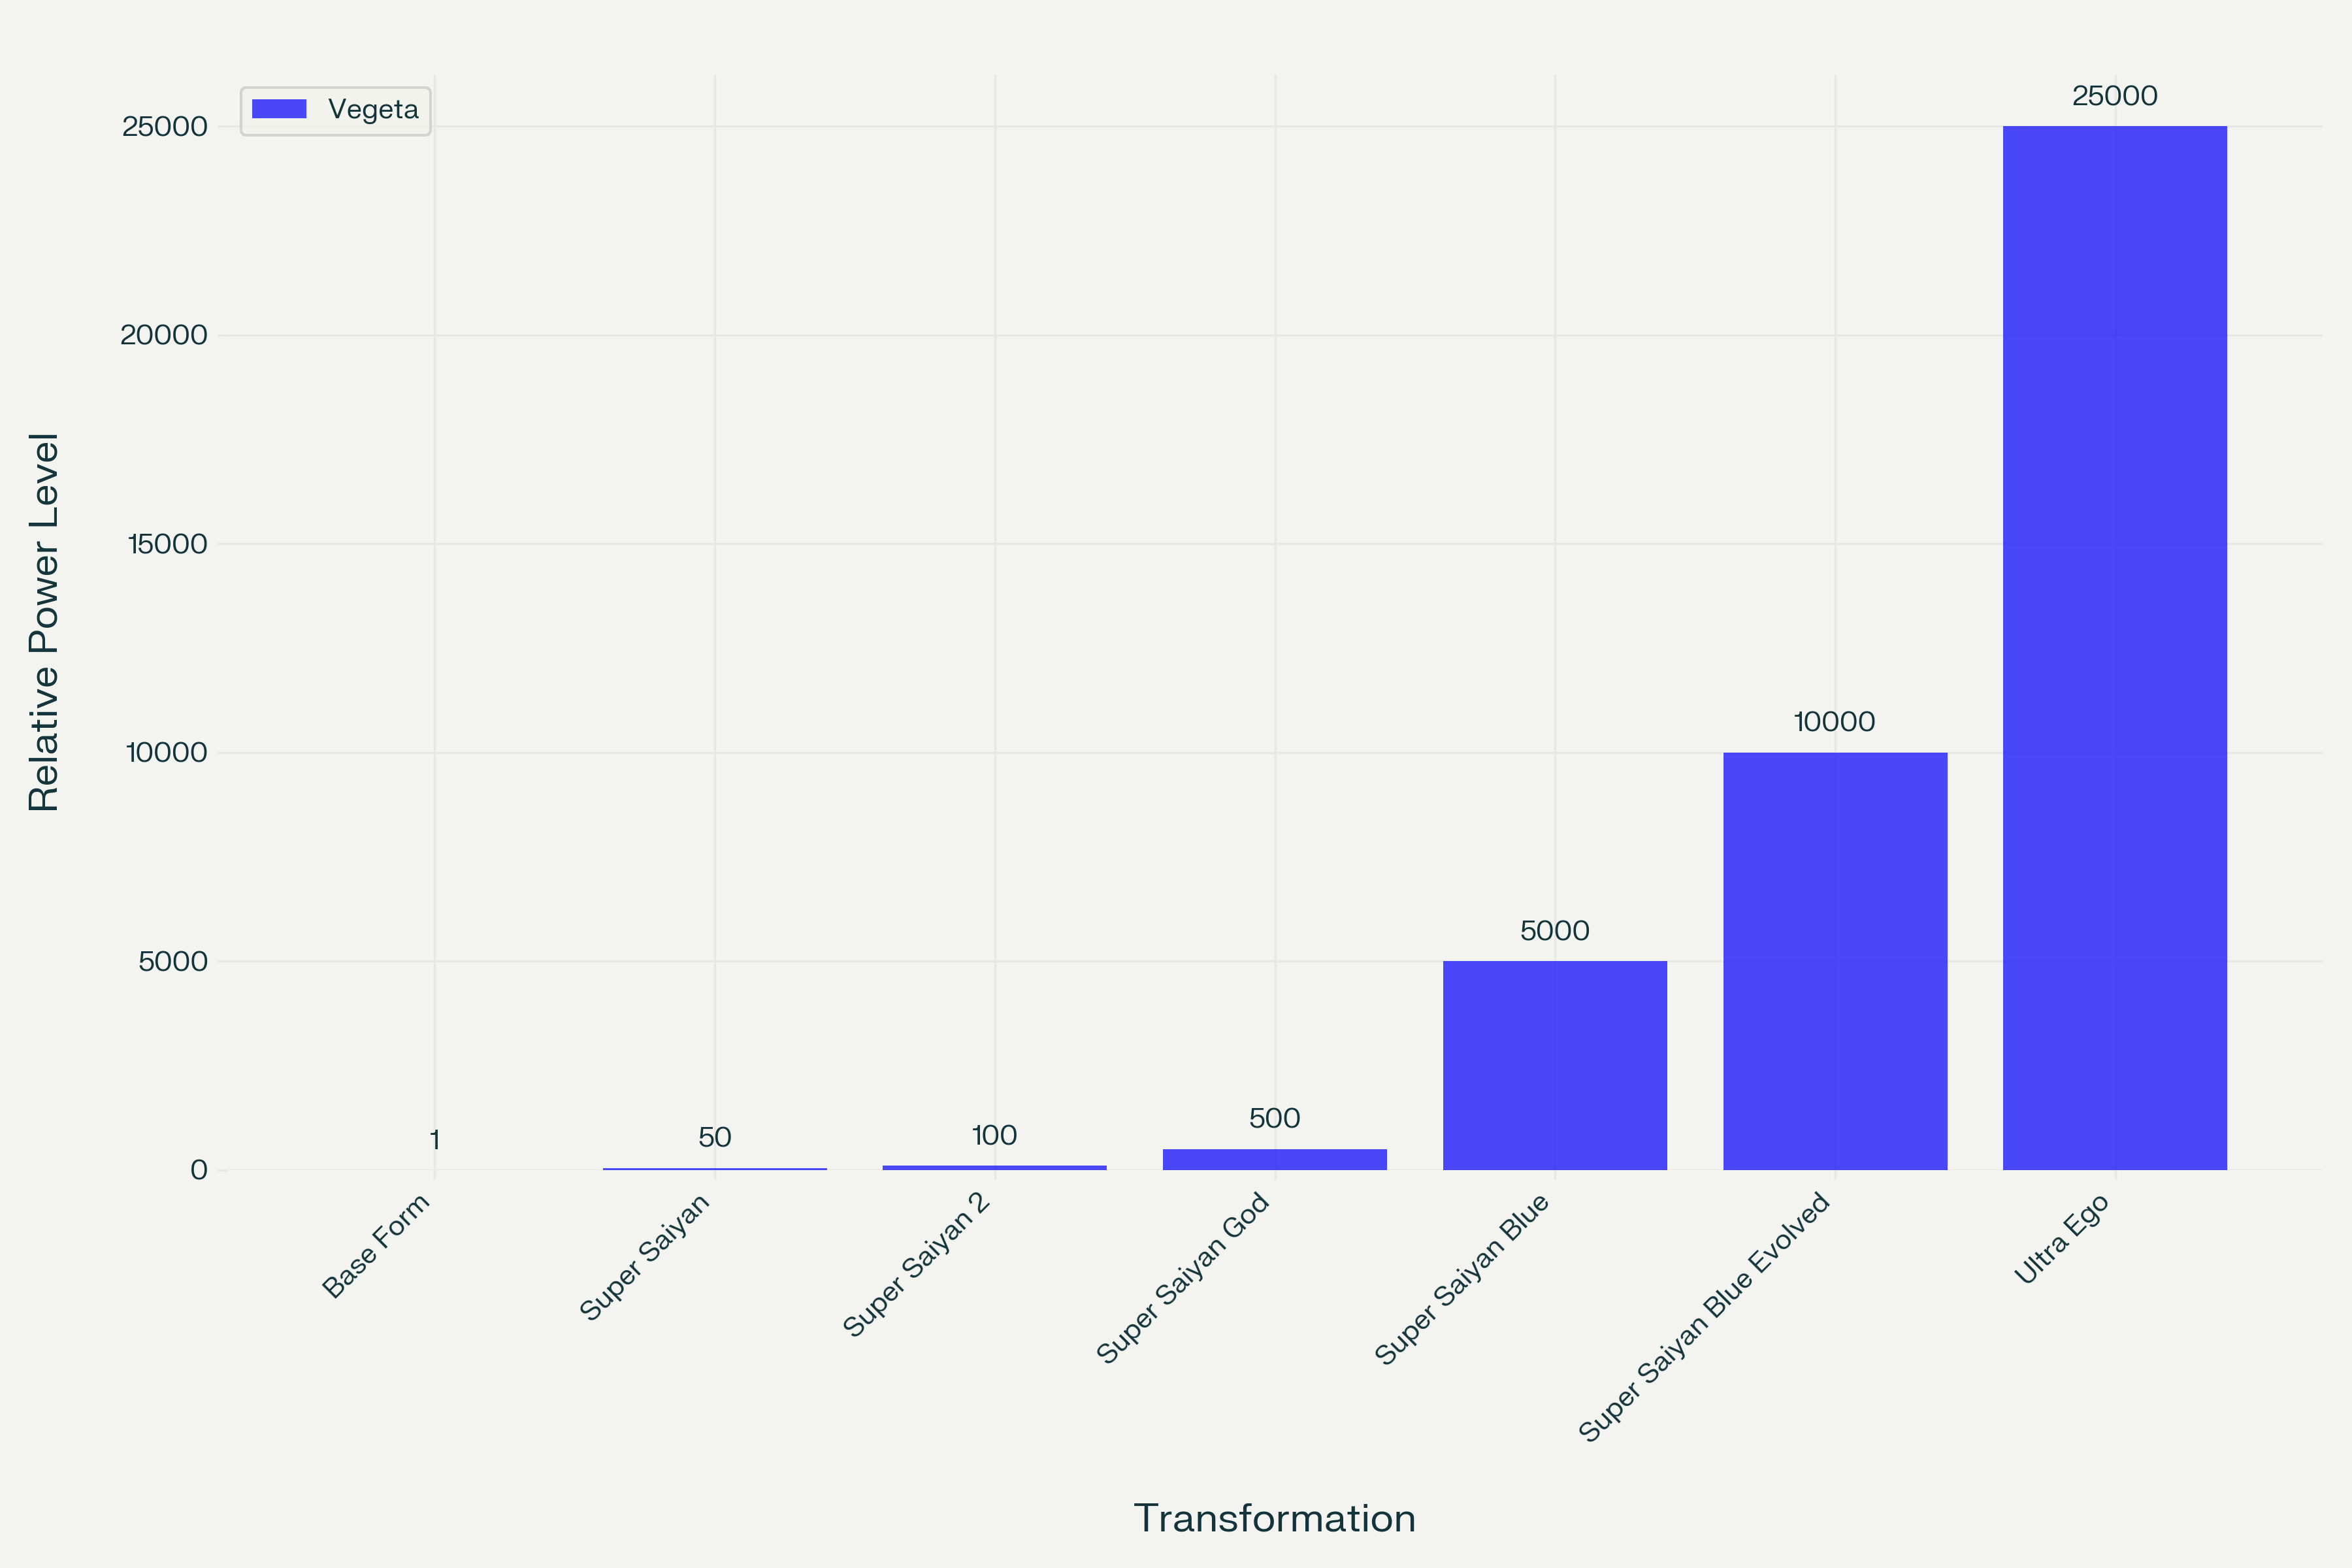 Vegeta
Relative Power Level
25000
20000
15000
10000
5000
0
1
50
100
500
5000
10000
25000
Base Form
Super Saiyan
Super Saiyan 2
Super Saiyan God
Super Saiyan Blue
Super Saiyan Blue Evolved
Ultra Ego
Transformation